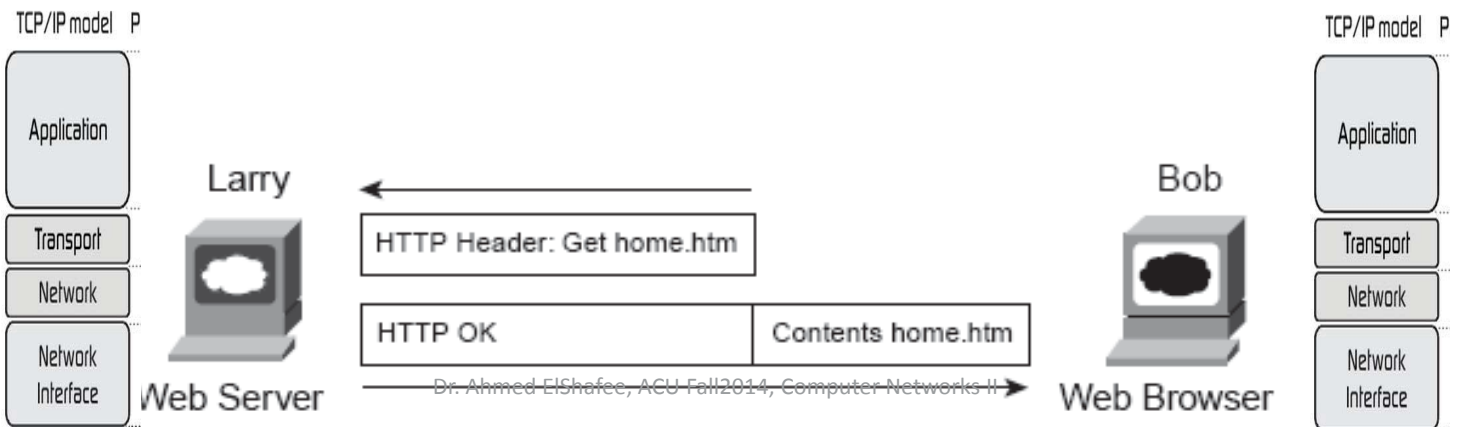 TCP/IP model P
Application
Transport
Network
Network
Interface
Larry
Web Server
HTTP Header: Get home.htm
HTTP OK
Contents home.htm
Dr. Ahmed ElShafee, ACU Fall2014, Computer Networks II
Bob
Web Browser
TCP/IP model P
Application
Transport
Network
Network
Interface